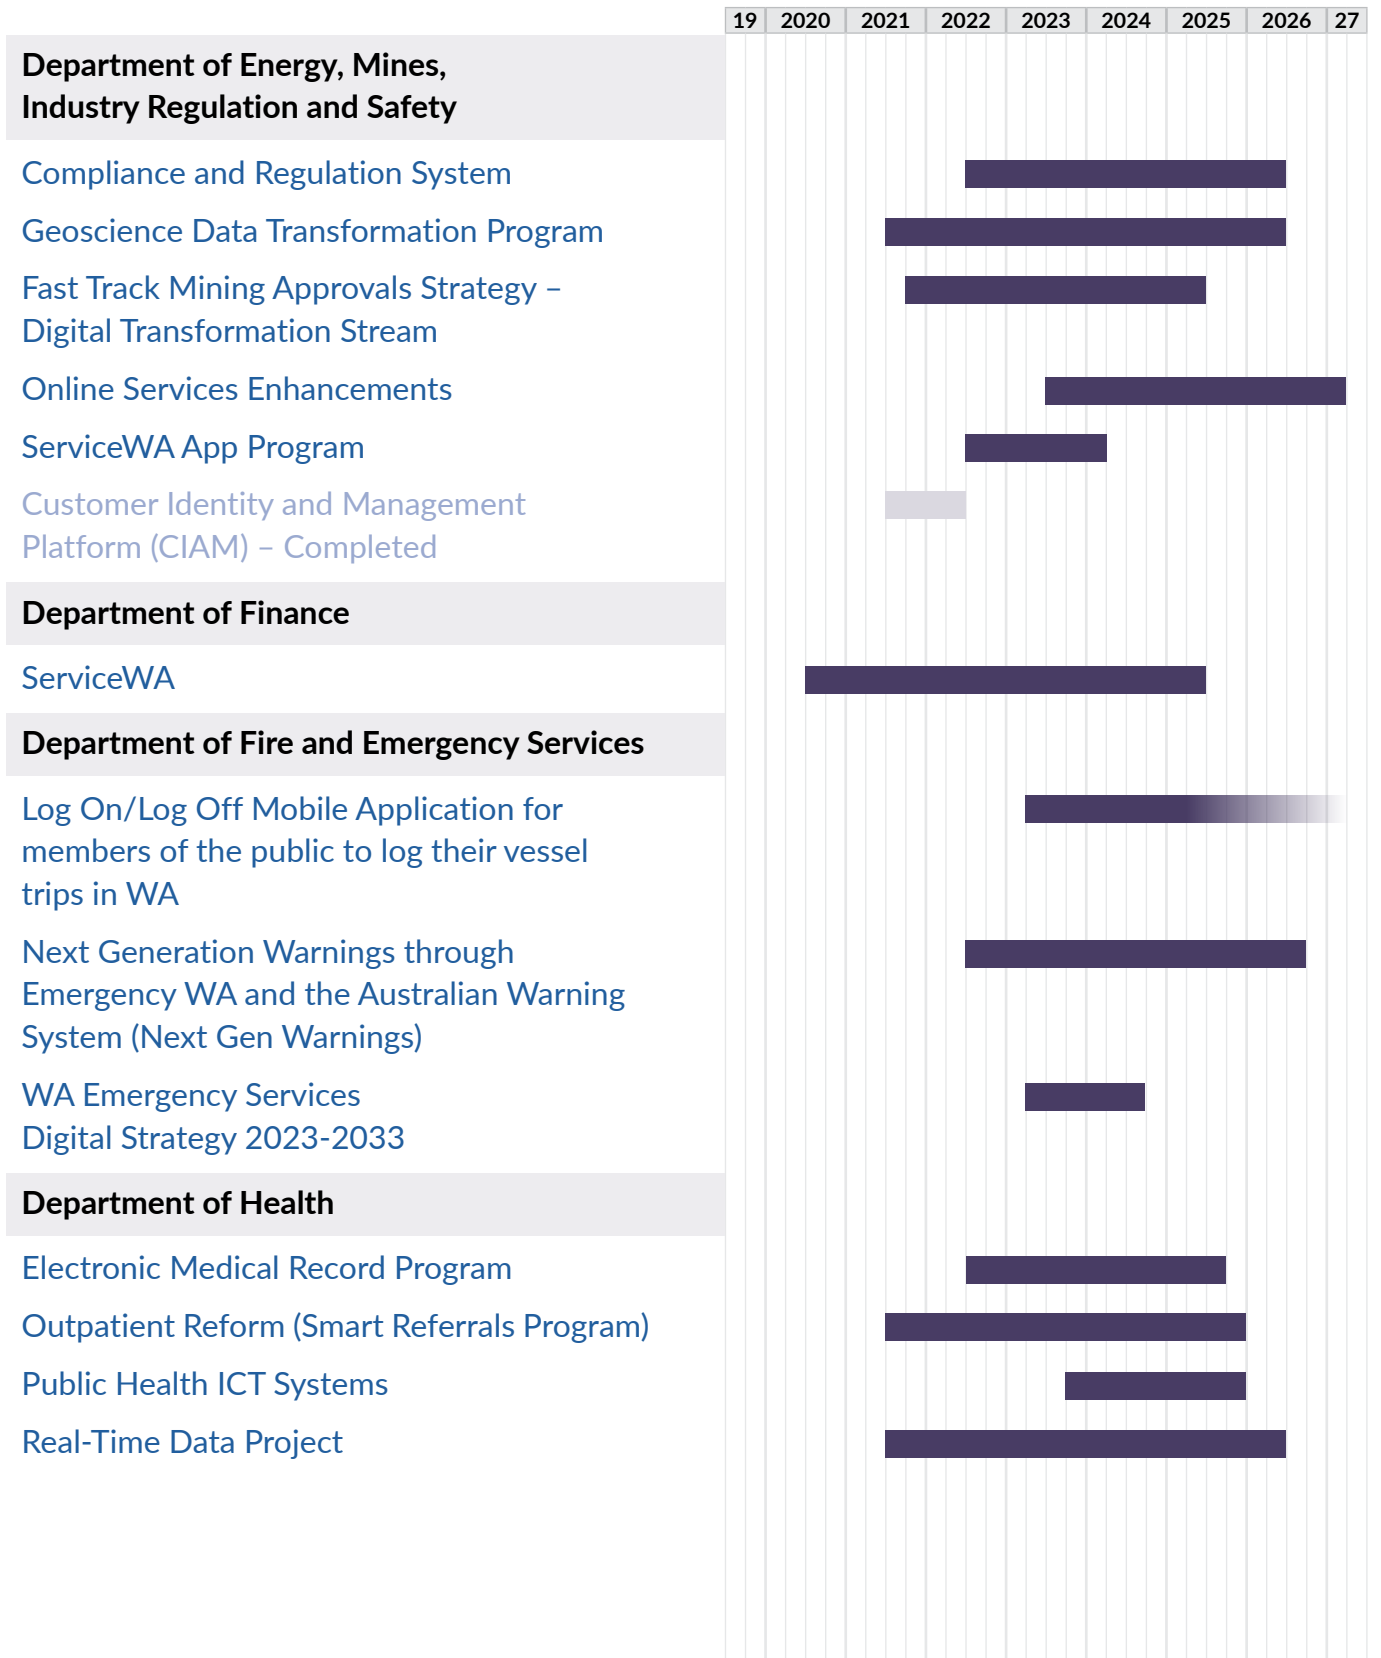 19 2020 2021 2022 2023 2024 2025 2026 27
Department of Energy, Mines,
Industry Regulation and Safety
Compliance and Regulation System
Geoscience Data Transformation Program
Fast Track Mining Approvals Strategy –
Digital Transformation Stream
Online Services Enhancements
ServiceWA App Program
Customer Identity and Management
Platform (CIAM) – Completed
Department of Finance
ServiceWA
Department of Fire and Emergency Services
Log On/Log Off Mobile Application for
members of the public to log their vessel
trips in WA
Next Generation Warnings through
Emergency WA and the Australian Warning
System (Next Gen Warnings)
WA Emergency Services
Digital Strategy 2023-2033
Department of Health
Electronic Medical Record Program
Outpatient Reform (Smart Referrals Program)
Public Health ICT Systems
Real-Time Data Project